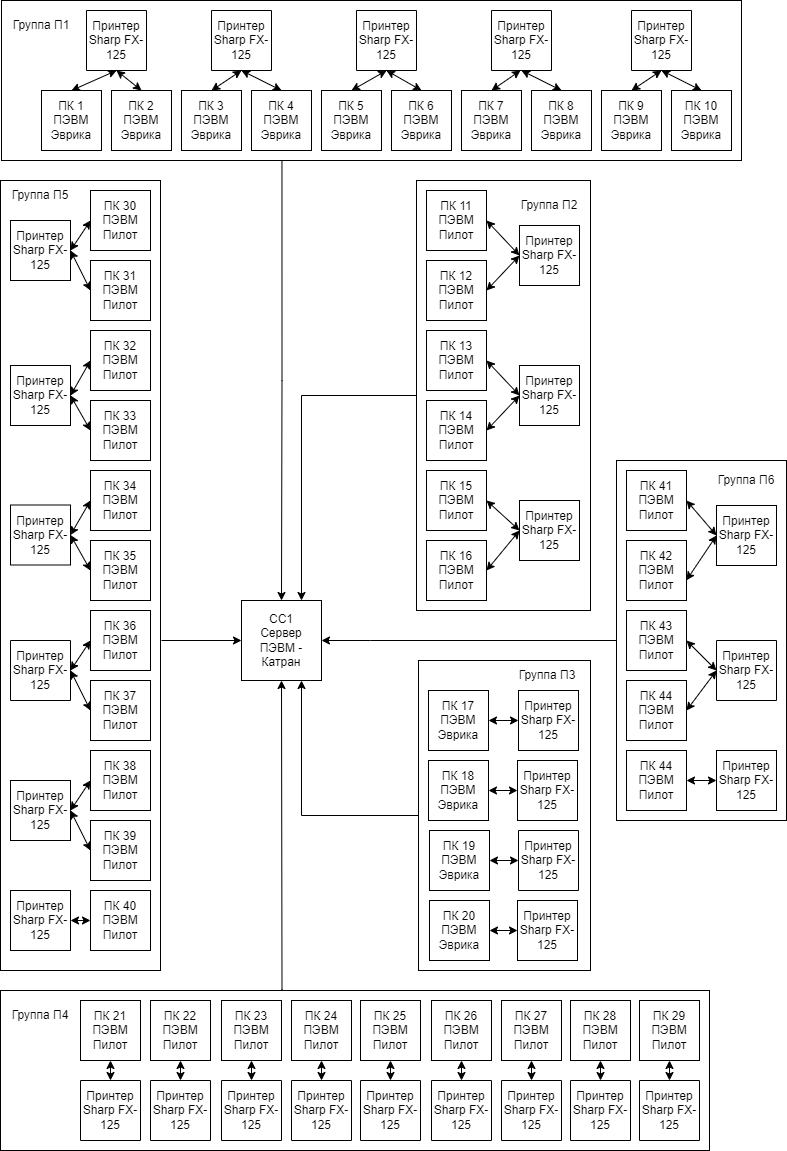 Группа П1
Принтер
Sharp FX-
125
Принтер
Sharp FX-
125
Принтер
Sharp FX-
125
Принтер
Sharp FX-
125
Принтер
Sharp FX-
125
ПК 1
ПЭВМ
Эврика
ПК 2
ПЭВМ
Эврика
ПК 3
ПЭВМ
Эврика
ПК 4
ПЭВМ
Эврика
ПК 5
ПЭВМ
Эврика
ПК 6
ПЭВМ
Эврика
ПК 7
ПЭВМ
Эврика
ПК 8
ПЭВМ
Эврика
ПК 9
ПЭВМ
Эврика
ПК 10
ПЭВМ
Эврика
Группа П5
Принтер
Sharp FX-
125
ПК 30
ПЭВМ
Пилот
ПК 31
ПЭВМ
Пилот
Принтер
Sharp FX-
125
ПК 32
ПЭВМ
Пилот
ПК 33
ПЭВМ
Пилот
Принтер
Sharp FX-
125
ПК 34
ПЭВМ
Пилот
ПК 35
ПЭВМ
Пилот
Принтер
Sharp FX-
125
ПК 36
ПЭВМ
Пилот
ПК 37
ПЭВМ
Пилот
Принтер
Sharp FX-
125
ПК 38
ПЭВМ
Пилот
ПК 39
ПЭВМ
Пилот
Принтер
Sharp FX-
125
ПК 40
ПЭВМ
Пилот
Группа П2
ПК 11
ПЭВМ
Пилот
ПК 12
ПЭВМ
Пилот
Принтер
Sharp FX-
125
ПК 13
ПЭВМ
Пилот
ПК 14
ПЭВМ
Пилот
Принтер
Sharp FX-
125
ПК 15
ПЭВМ
Пилот
ПК 16
ПЭВМ
Пилот
Принтер
Sharp FX-
125
Группа П6
ПК 41
ПЭВМ
Пилот
ПК 42
ПЭВМ
Пилот
Принтер
Sharp FX-
125
ПК 43
ПЭВМ
Пилот
ПК 44
ПЭВМ
Пилот
Принтер
Sharp FX-
125
ПК 44
ПЭВМ
Пилот
Принтер
Sharp FX-
125
СС1
Сервер
ПЭВМ -
Катран
Группа П3
ПК 17
ПЭВМ
Эврика
Принтер
Sharp FX-
125
ПК 18
ПЭВМ
Эврика
Принтер
Sharp FX-
125
ПК 19
ПЭВМ
Эврика
Принтер
Sharp FX-
125
ПК 20
ПЭВМ
Эврика
Принтер
Sharp FX-
125
Группа П4
ПК 21
ПЭВМ
Пилот
ПК 22
ПЭВМ
Пилот
ПК 23
ПЭВМ
Пилот
ПК 24
ПЭВМ
Пилот
ПК 25
ПЭВМ
Пилот
ПК 26
ПЭВМ
Пилот
ПК 27
ПЭВМ
Пилот
ПК 28
ПЭВМ
Пилот
ПК 29
ПЭВМ
Пилот
Принтер
Sharp FX-
125
Принтер
Sharp FX-
125
Принтер
Sharp FX-
125
Принтер
Sharp FX-
125
Принтер
Sharp FX-
125
Принтер
Sharp FX-
125
Принтер
Sharp FX-
125
Принтер
Sharp FX-
125
Принтер
Sharp FX-
125